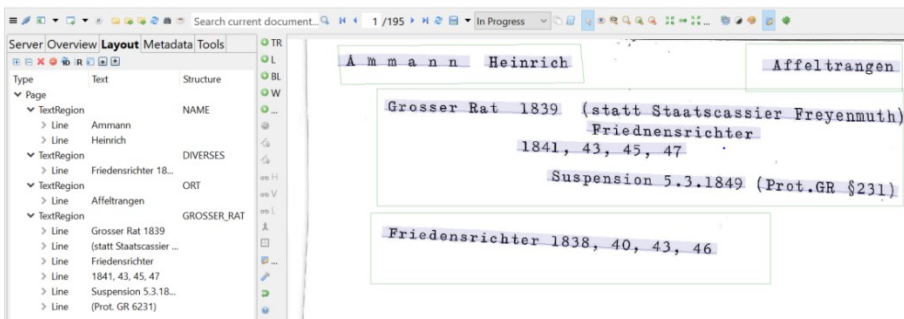 Search current document...
1 /195
In Progress
Server Overview Layout Metadata Tools
Type Text Structure
Page
TextRegion NAME
Line Ammann
Line Heinrich
TextRegion DIVERSES
Line Friedensrichter 18...
TextRegion ORT
Line Affeltrangen
TextRegion GROSSER_RAT
Line Grosser Rat 1839
Line (statt Staatscassier ...
Line Friedensrichter
Line 1841, 43, 45, 47
Line Suspension 5.3.18...
Line (Prot. GR 6231)
TR
L
BL
W
...
H
V
L
...
A m m a n n Heinrich
Affeltrangen
Grosser Rat 1839 (statt Staatscassier Freyenmuth)
Friednensrichter
1841, 43, 45, 47
Suspension 5.3.1849 (Prot.GR §231)
Friedensrichter 1838, 40, 43, 46